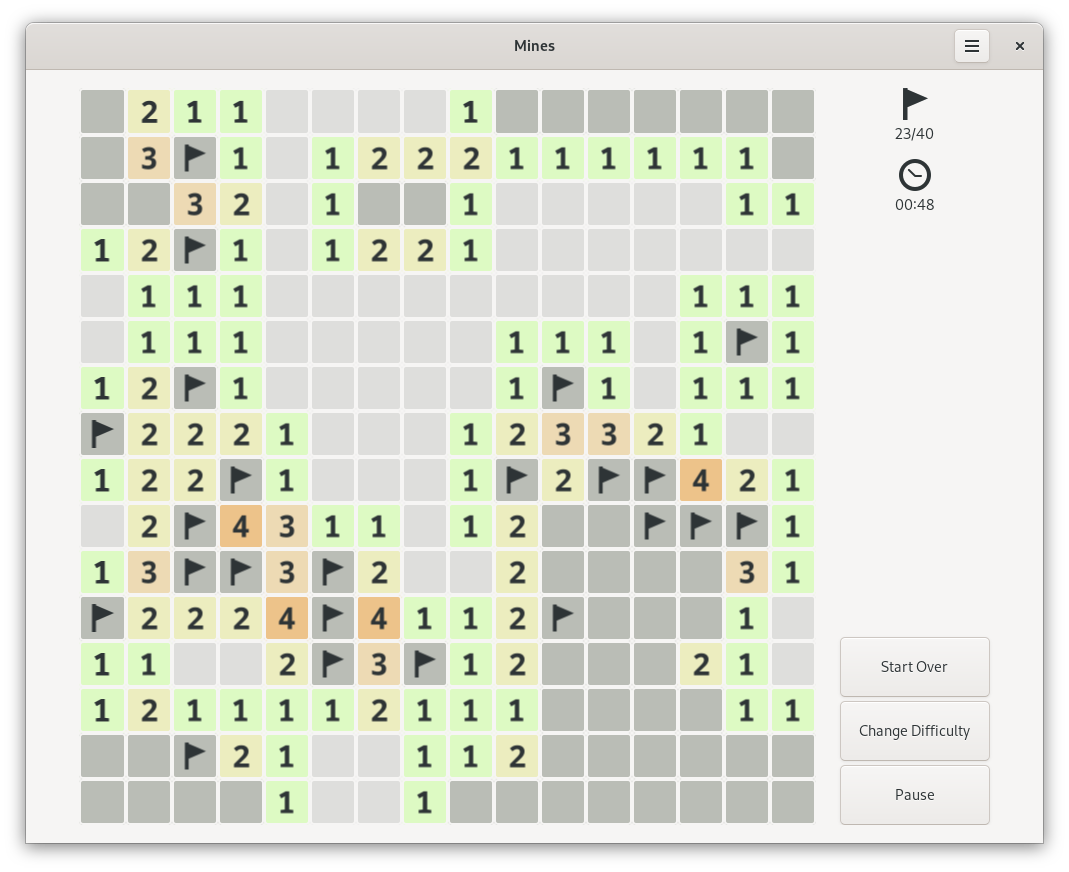 Mines
2 1 1 1
3 1 1 2 2 2 1 1 1 1 1 1
3 2 1 1 1 1
1 2 1 1 2 2 1
1 1 1 1 1 1
1 1 1 1 1 1 1 1
1 2 1 1 1 1 1 1
2 2 2 1 1 2 3 3 2 1
1 2 2 1 1 2 4 2 1
2 4 3 1 1 1 2 1
1 3 3 2 2 3 1
2 2 2 4 4 1 1 2 1
1 1 2 3 1 2 2 1
1 2 1 1 1 1 2 1 1 1 1 1
2 1 1 1 2
1 1
23/40
00:48
Start Over
Change Difficulty
Pause